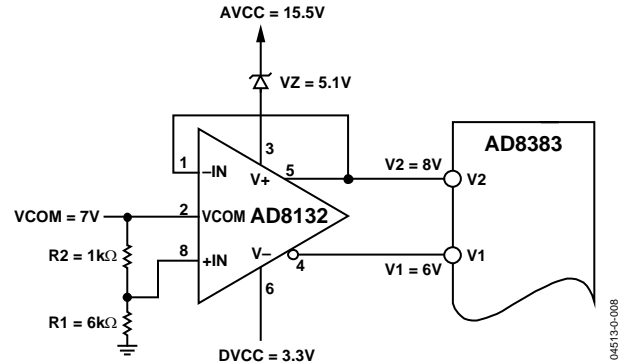 AVCC = 15.5V
VZ = 5.1V
AD8383
3
1
–IN
V+
5
V2 = 8V
V2
VCOM = 7V
2
VCOM
AD8132
R2 = 1kΩ
8
+IN
V–
4
V1 = 6V
V1
6
R1 = 6kΩ
DVCC = 3.3V
04513-0-008